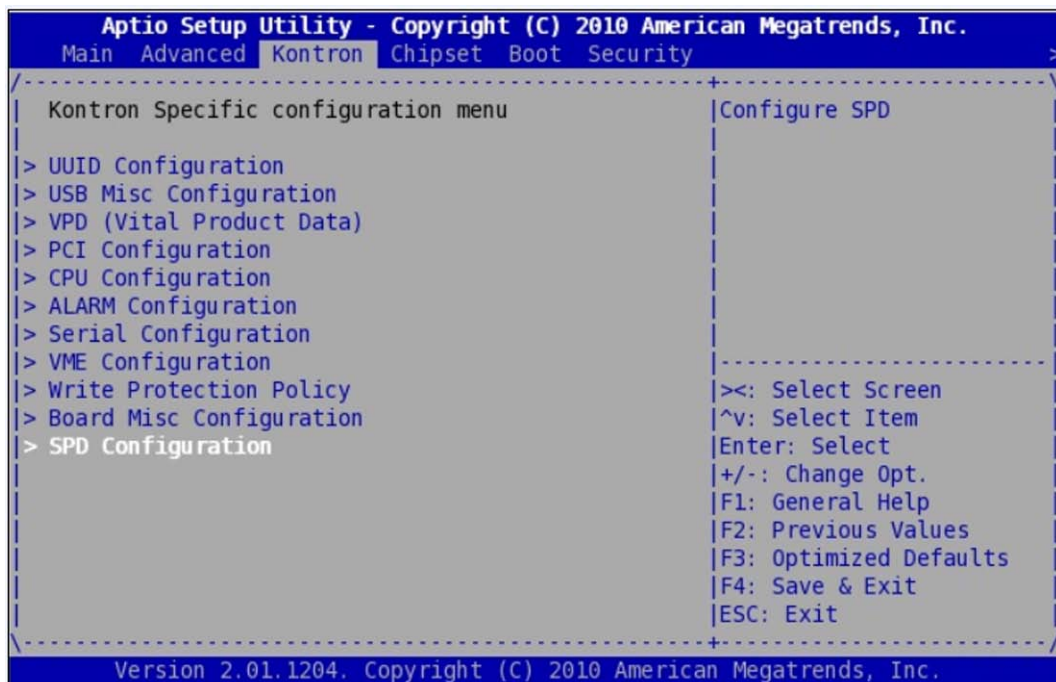 Aptio Setup Utility - Copyright (C) 2010 American Megatrends, Inc.
Main Advanced Kontron Chipset Boot Security >
Kontron Specific configuration menu
> UUID Configuration
> USB Misc Configuration
> VPD (Vital Product Data)
> PCI Configuration
> CPU Configuration
> ALARM Configuration
> Serial Configuration
> VME Configuration
> Write Protection Policy
> Board Misc Configuration
> SPD Configuration
Configure SPD
><: Select Screen
^v: Select Item
Enter: Select
+/-: Change Opt.
F1: General Help
F2: Previous Values
F3: Optimized Defaults
F4: Save & Exit
ESC: Exit
Version 2.01.1204. Copyright (C) 2010 American Megatrends, Inc.